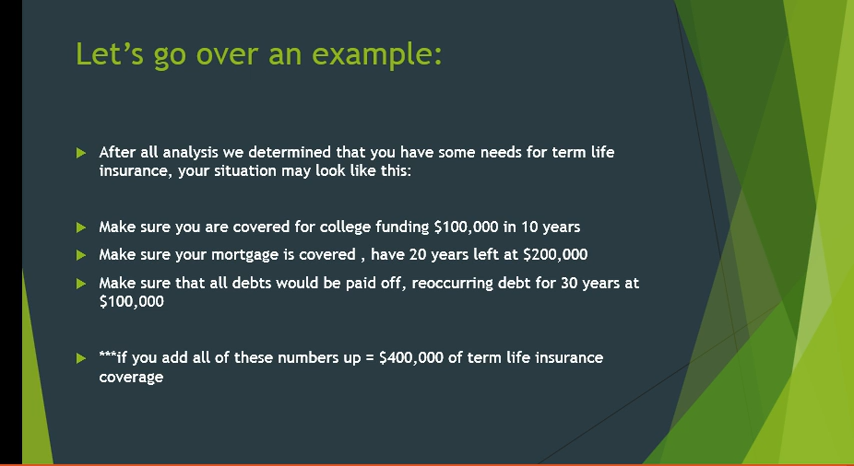 Let's go over an example:
After all analysis we determined that you have some needs for term life
insurance, your situation may look like this:
Make sure you are covered for college funding $100,000 in 10 years
Make sure your mortgage is covered , have 20 years left at $200,000
Make sure that all debts would be paid off, reoccurring debt for 30 years at
$100,000
***if you add all of these numbers up = $400,000 of term life insurance
coverage